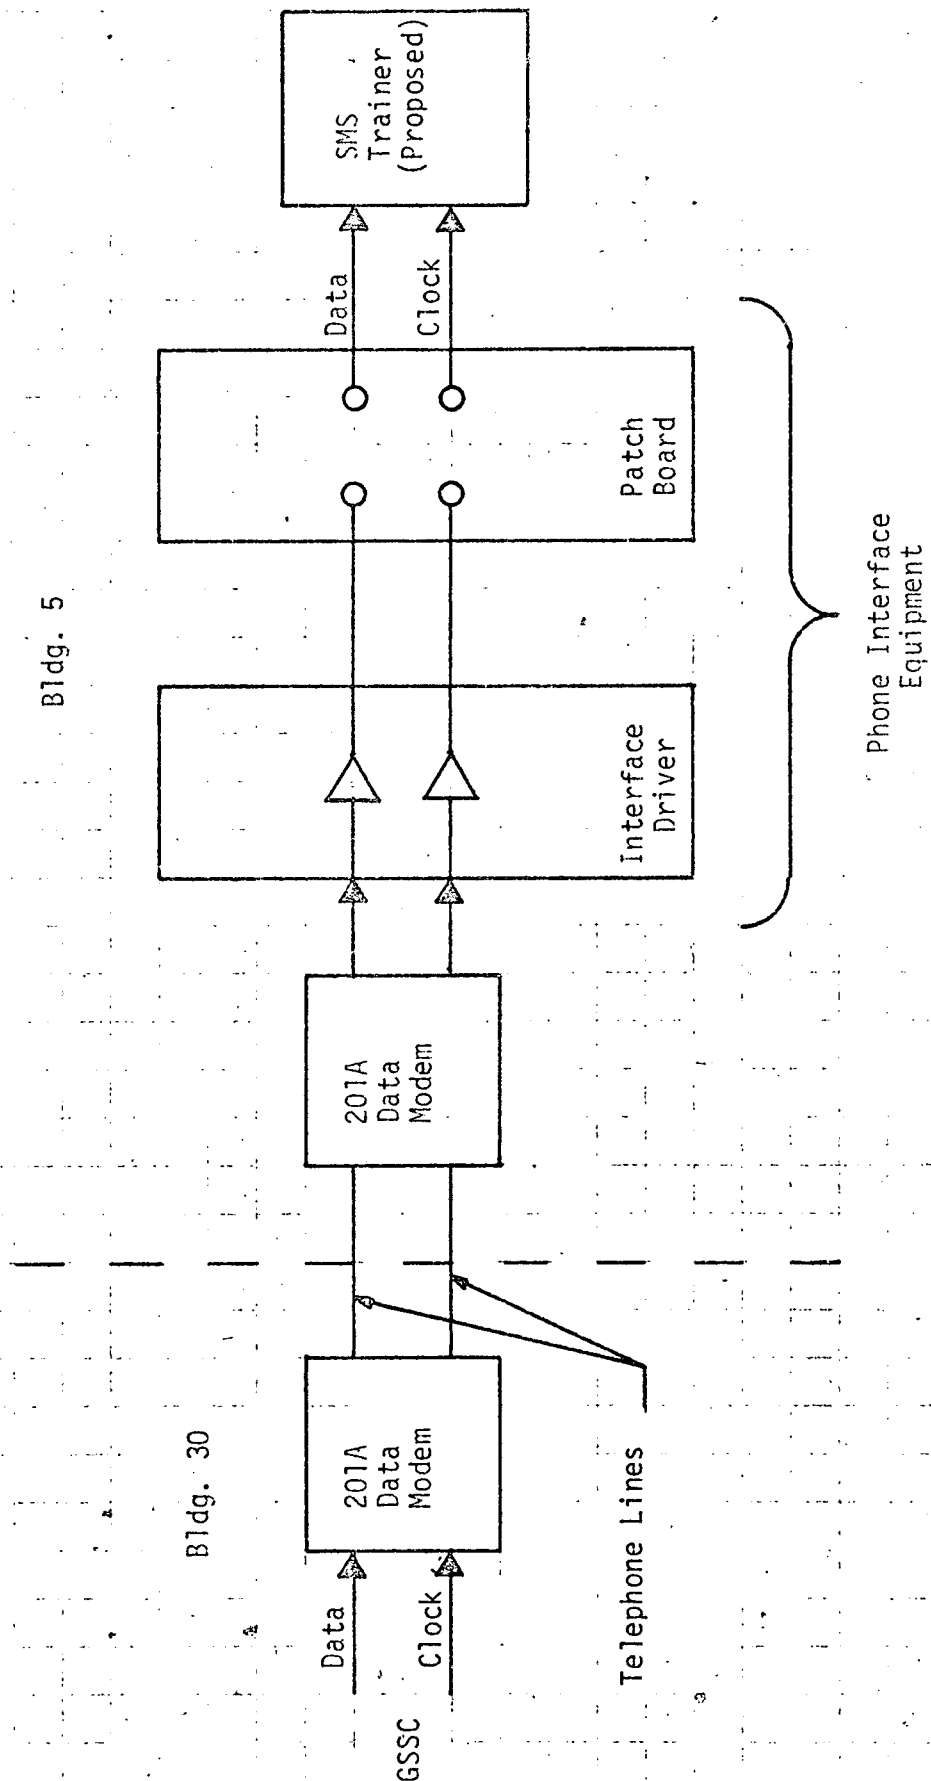 Bldg. 30
Bldg. 5
GSSC
Data
Clock
201A
Data
Modem
Telephone Lines
201A
Data
Modem
Interface
Driver
Patch
Board
Data
Clock
SMS
Trainer
(Proposed)
Phone Interface
Equipment